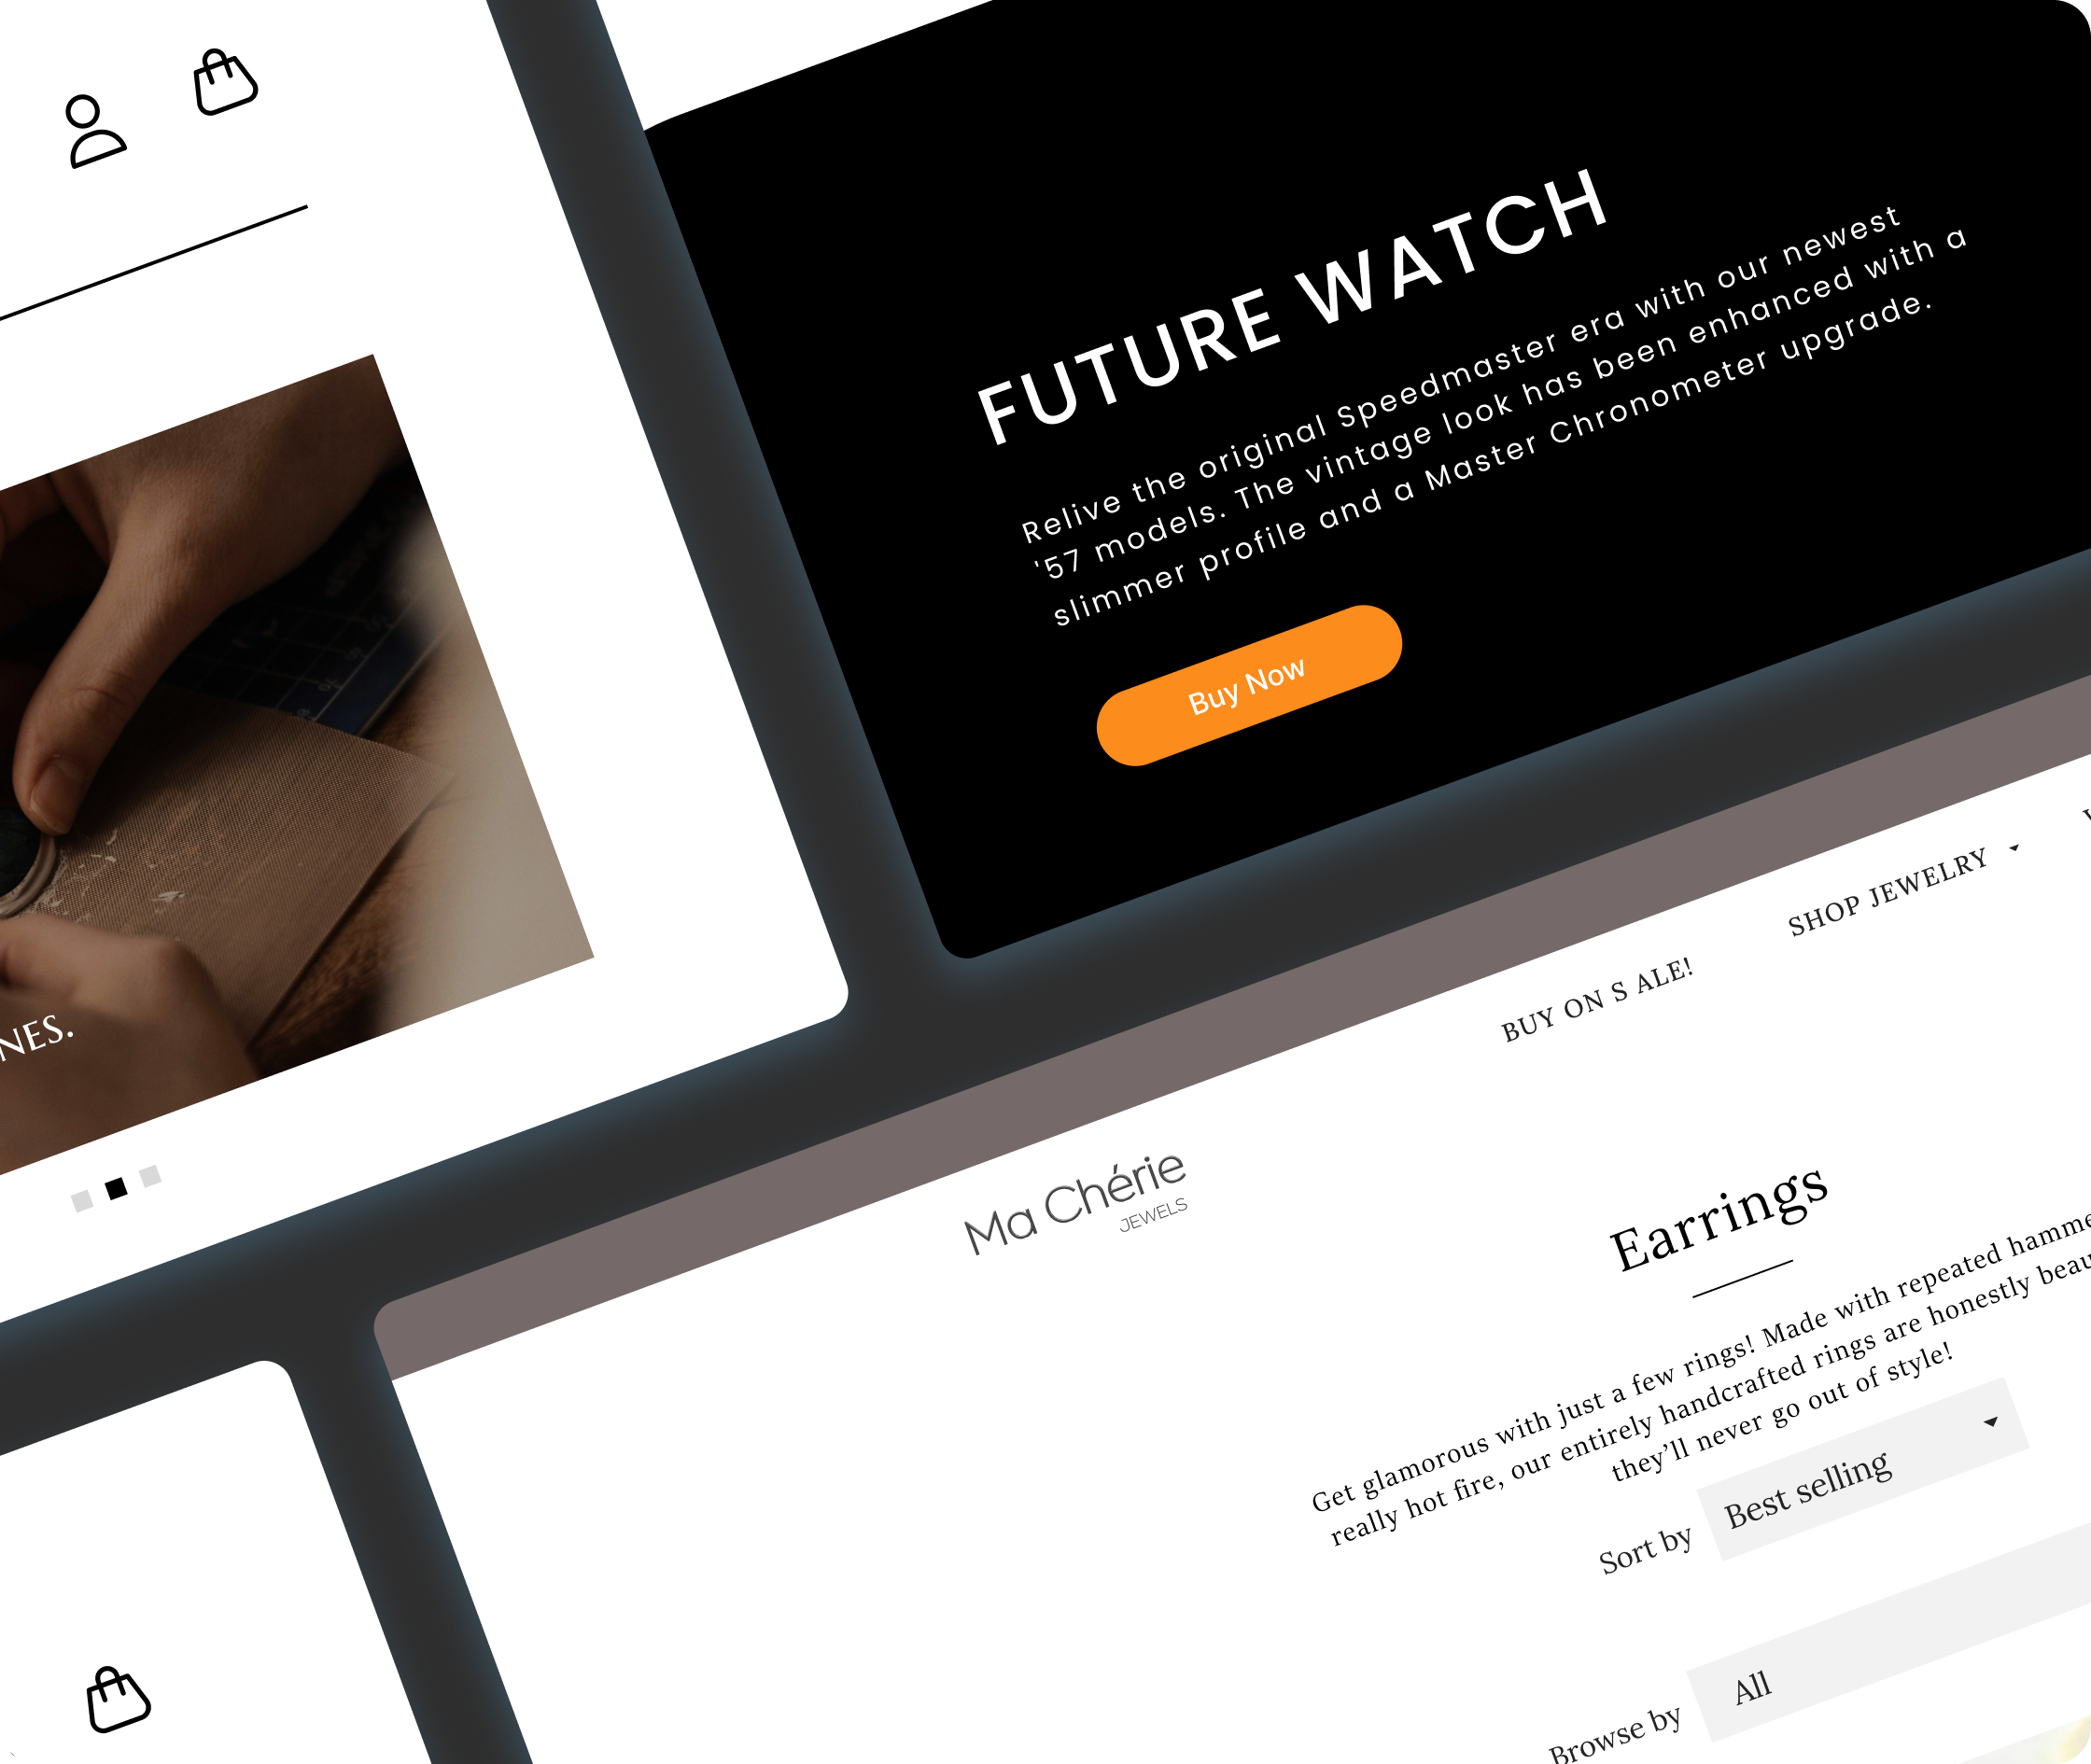 FUTURE WATCH
Relive the original Speedmaster era with our newest
'57 models. The vintage look has been enhanced with a
slimmer profile and a Master Chronometer upgrade.
Buy Now
NES.
BUY ON S ALE!
SHOP JEWELRY
Ma Chérie
JEWELS
Earrings
Get glamorous with just a few rings! Made with repeated hamme
really hot fire, our entirely handcrafted rings are honestly beau
they’ll never go out of style!
Sort by
Best selling
Browse by
All